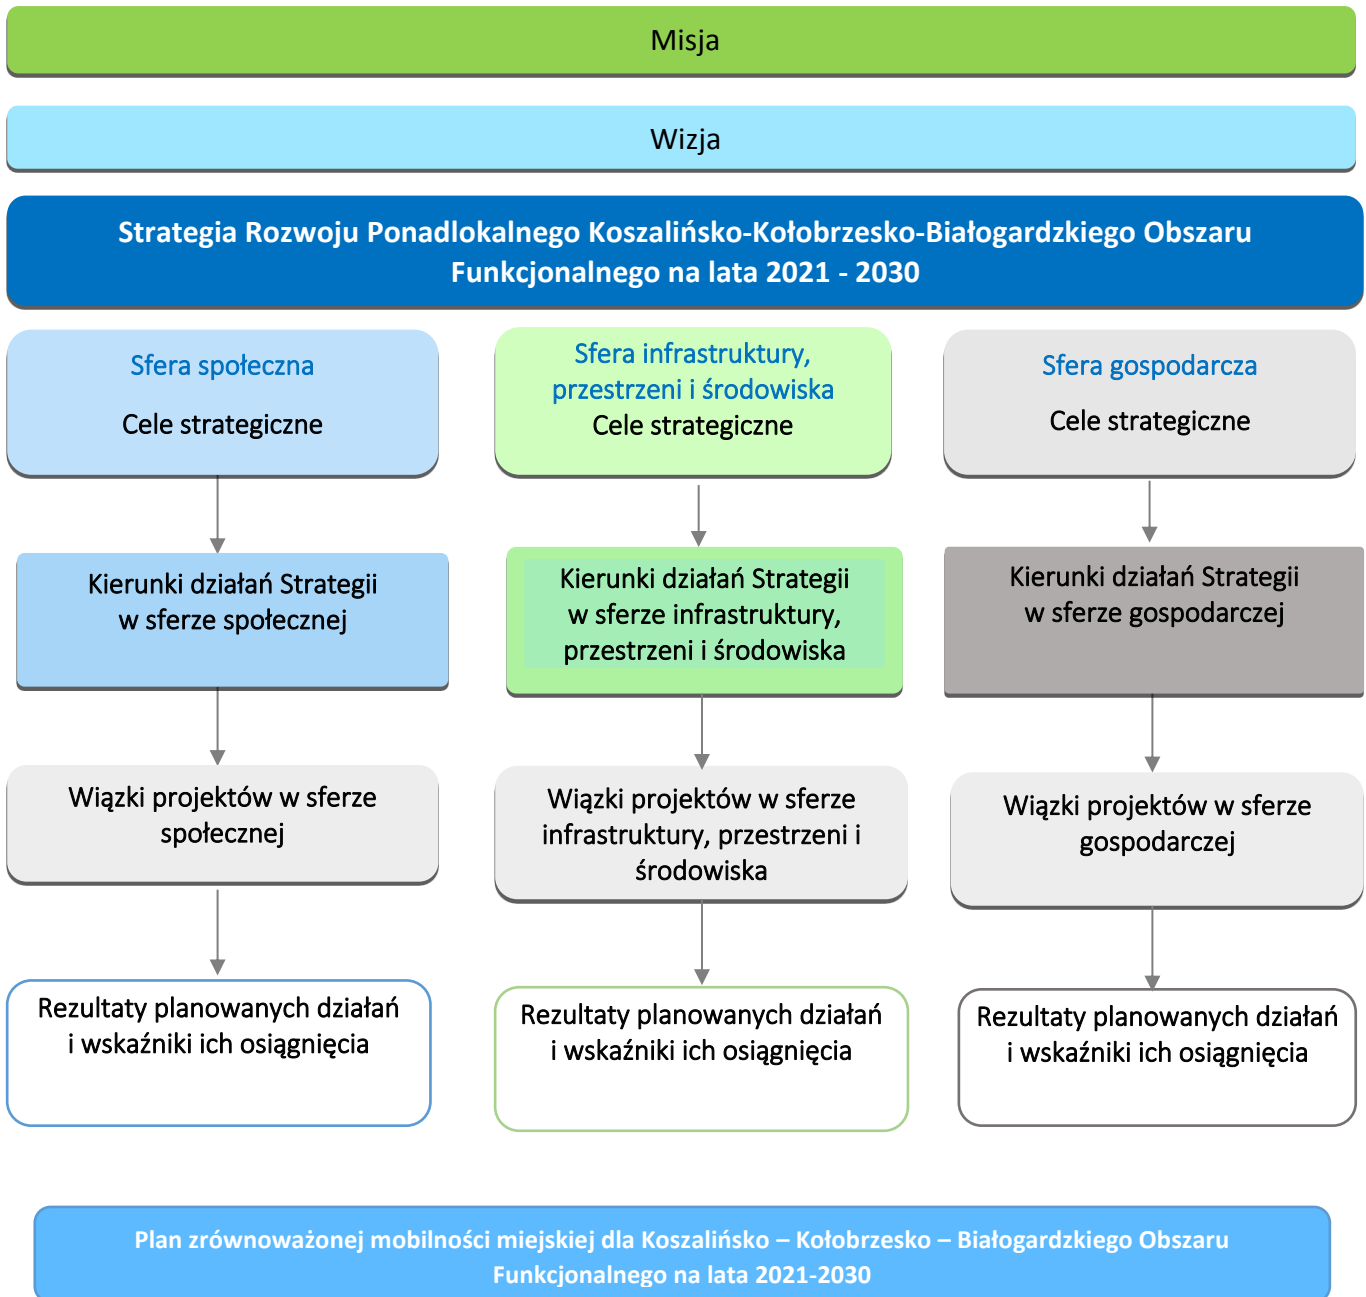 Misja
Wizja
Strategia Rozwoju Ponadlokalnego Koszalińsko-Kołobrzesko-Białogardzkiego Obszaru
Funkcjonalnego na lata 2021 - 2030
Sfera społeczna
Cele strategiczne
Sfera infrastruktury,
przestrzeni i środowiska
Cele strategiczne
Sfera gospodarcza
Cele strategiczne
Kierunki działań Strategii
w sferze społecznej
Kierunki działań Strategii
w sferze infrastruktury,
przestrzeni i środowiska
Kierunki działań Strategii
w sferze gospodarczej
Wiązki projektów w sferze
społecznej
Wiązki projektów w sferze
infrastruktury, przestrzeni i
środowiska
Wiązki projektów w sferze
gospodarczej
Rezultaty planowanych działań
i wskaźniki ich osiągnięcia
Rezultaty planowanych działań
i wskaźniki ich osiągnięcia
Rezultaty planowanych działań
i wskaźniki ich osiągnięcia
Plan zrównoważonej mobilności miejskiej dla Koszalińsko – Kołobrzesko – Białogardzkiego Obszaru
Funkcjonalnego na lata 2021-2030